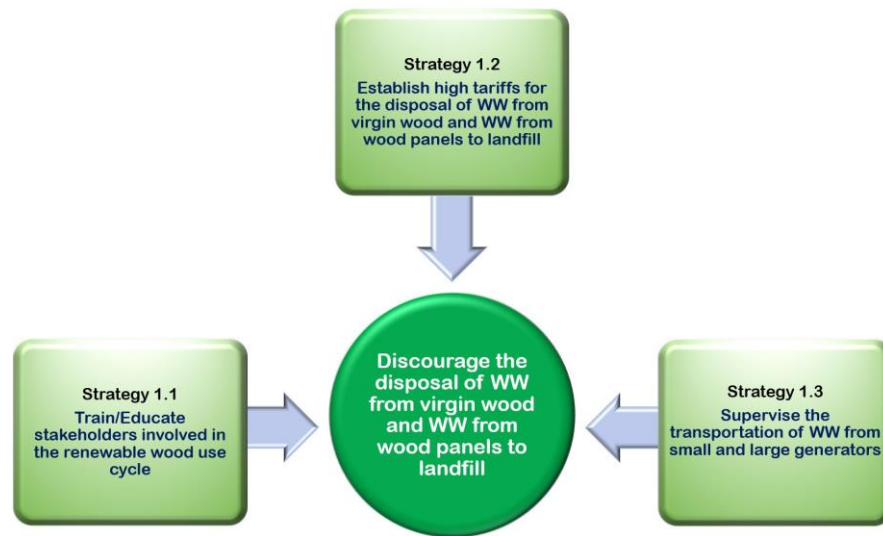 Strategy 1.2
Establish high tariffs for
the disposal of WW from
virgin wood and WW from
wood panels to landfill
Strategy 1.1
Train/Educate
stakeholders involved in
the renewable wood use
cycle
Discourage the
disposal of WW
from virgin wood
and WW from
wood panels to
landfill
Strategy 1.3
Supervise the
transportation of WW from
small and large generators